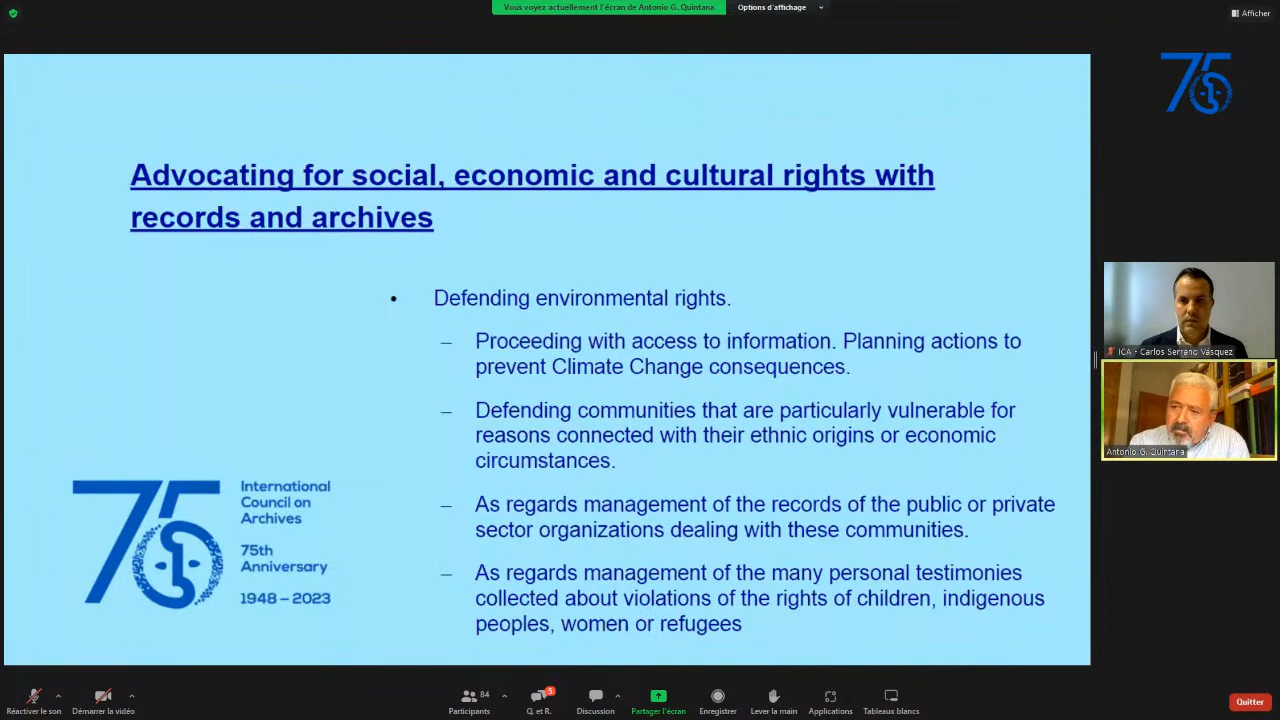 Vous voyez actuellement l'écran de Antonio G. Quintana
Options d'affichage
Afficher
75
Advocating for social, economic and cultural rights with
records and archives
• Defending environmental rights.
– Proceeding with access to information. Planning actions to
prevent Climate Change consequences.
– Defending communities that are particularly vulnerable for
reasons connected with their ethnic origins or economic
circumstances.
– As regards management of the records of the public or private
sector organizations dealing with these communities.
– As regards management of the many personal testimonies
collected about violations of the rights of children, indigenous
peoples, women or refugees
75
International
Council on
Archives
75th
Anniversary
1948 – 2023
ICA - Carlos Serrano Vásquez
Antonio G. Quintana
Réactiver le son
Démarrer la vidéo
84
Participants
5
Q. et R.
Discussion
Partager l'écran
Enregistrer
Lever la main
Applications
Tableaux blancs
Quitter